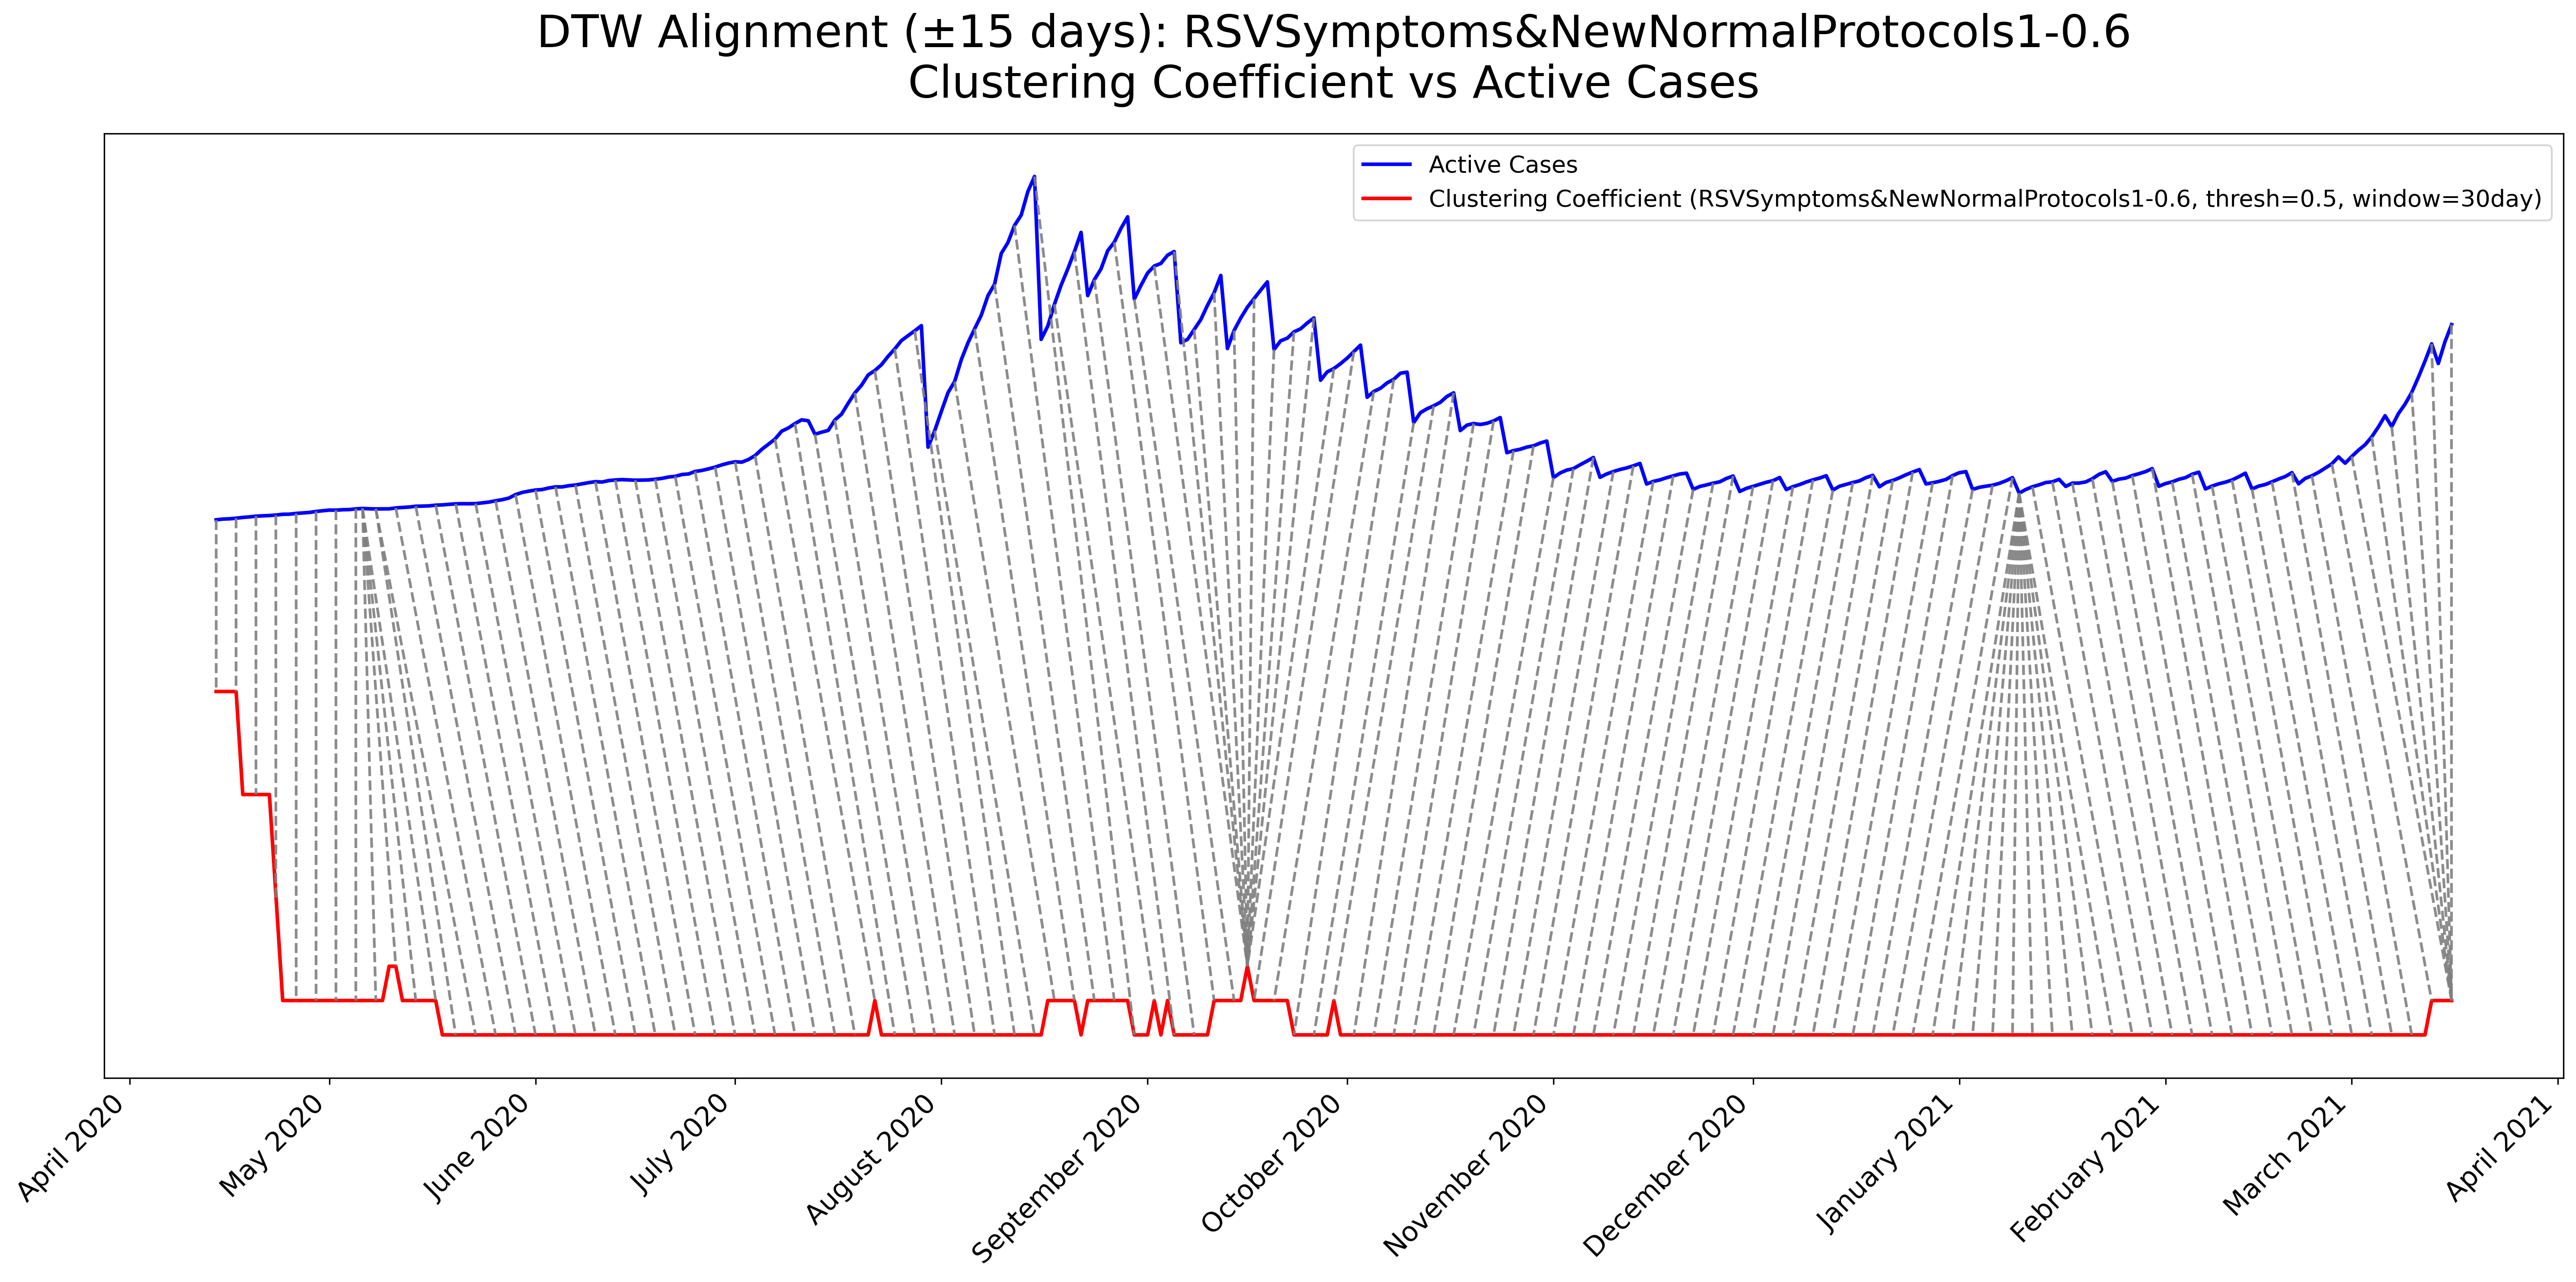 DTW Alignment (±15 days): RSVSymptoms&NewNormalProtocols1-0.6
Clustering Coefficient vs Active Cases
Active Cases
Clustering Coefficient (RSVSymptoms&NewNormalProtocols1-0.6, thresh=0.5, window=30day)
April 2020
May 2020
June 2020
July 2020
August 2020
September 2020
October 2020
November 2020
December 2020
January 2021
February 2021
March 2021
April 2021